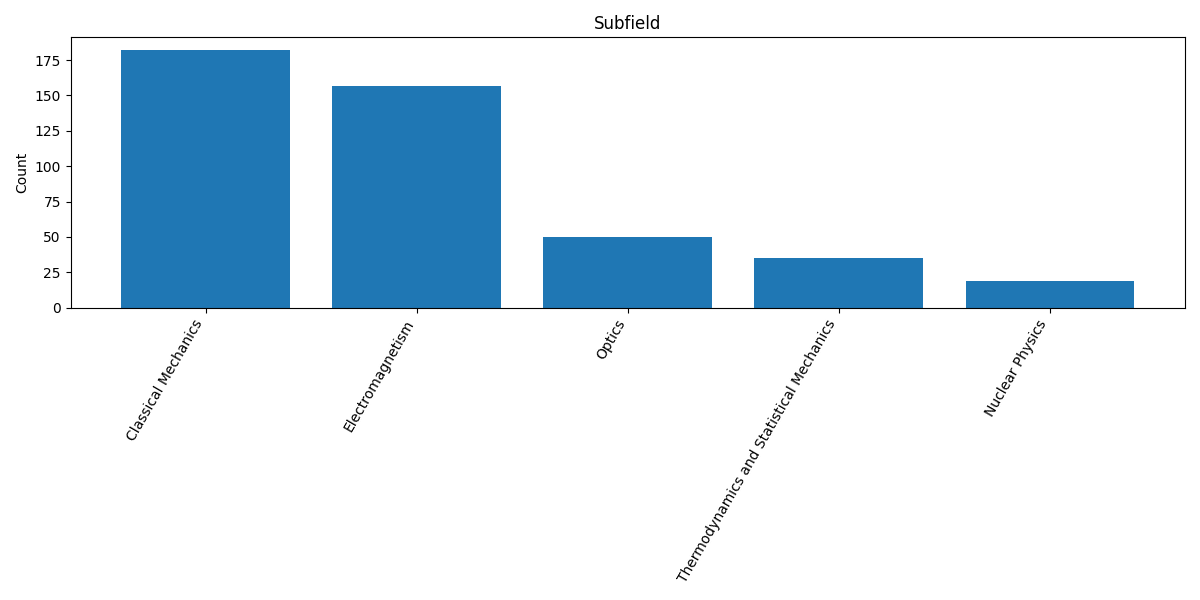 Subfield
Count
175
150
125
100
75
50
25
0
Classical Mechanics
Electromagnetism
Optics
Thermodynamics and Statistical Mechanics
Nuclear Physics